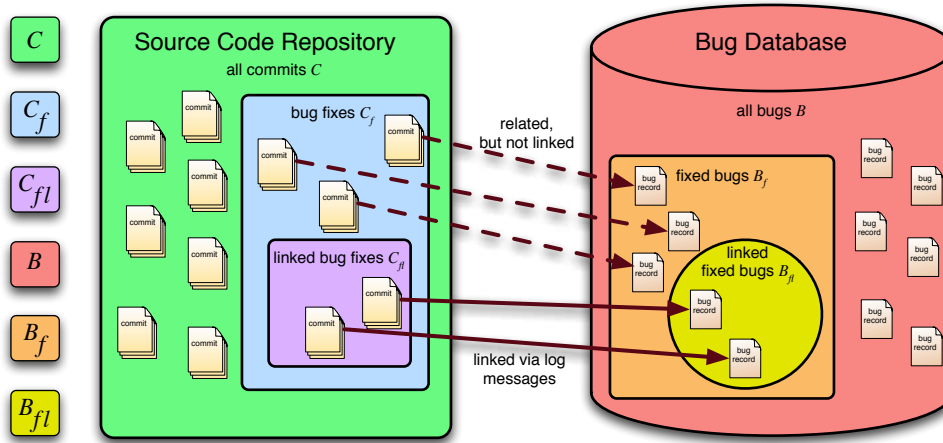 C
C_f
C_fl
B
B_f
B_fl
Source Code Repository
all commits C
commit
commit
commit
commit
commit
commit
commit
bug fixes C_f
commit
commit
commit
linked bug fixes C_fl
commit
commit
related,
but not linked
linked via log
messages
Bug Database
all bugs B
fixed bugs B_f
bug
record
bug
record
bug
record
linked
fixed bugs B_fl
bug
record
bug
record
bug
record
bug
record
bug
record
bug
record
bug
record
bug
record